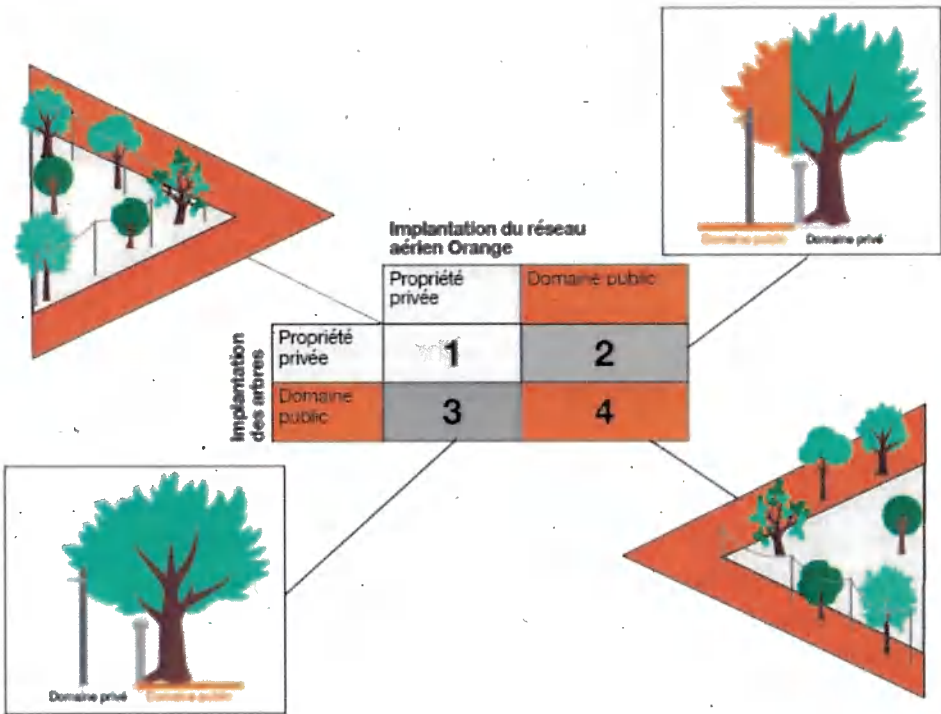 Domaine public Domaine privé
Implantation du réseau
aérien Orange
Propriété
privée
Domaine public
Implantation
des arbres
Propriété
privée
1
2
Domaine
public
3
4
Domaine privé Domaine public